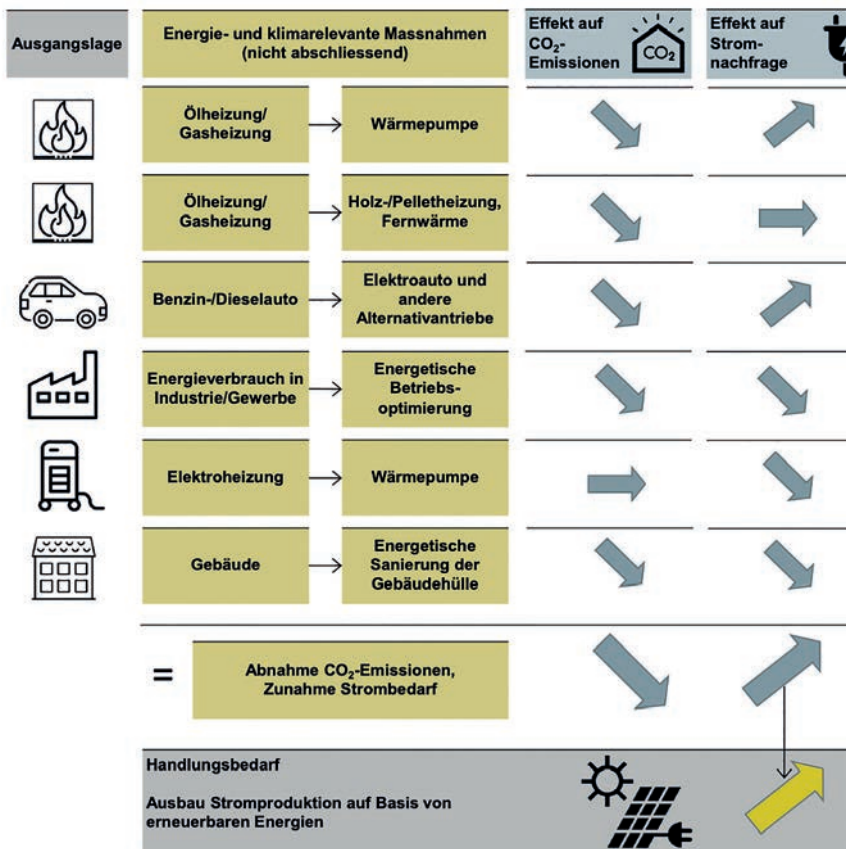 Ausgangslage
Energie- und klimarelevante Massnahmen
(nicht abschliessend)
Effekt auf
CO₂-
Emissionen
CO₂
Effekt auf
Strom-
nachfrage
Ölheizung/
Gasheizung
Wärmepumpe
Ölheizung/
Gasheizung
Holz-/Pelletheizung,
Fernwärme
Benzin-/Dieselauto
Elektroauto und
andere
Alternativantriebe
Energieverbrauch in
Industrie/Gewerbe
Energetische
Betriebs-
optimierung
Elektroheizung
Wärmepumpe
Gebäude
Energetische
Sanierung der
Gebäudehülle
=
Abnahme CO₂-Emissionen,
Zunahme Strombedarf
Handlungsbedarf
Ausbau Stromproduktion auf Basis von
erneuerbaren Energien